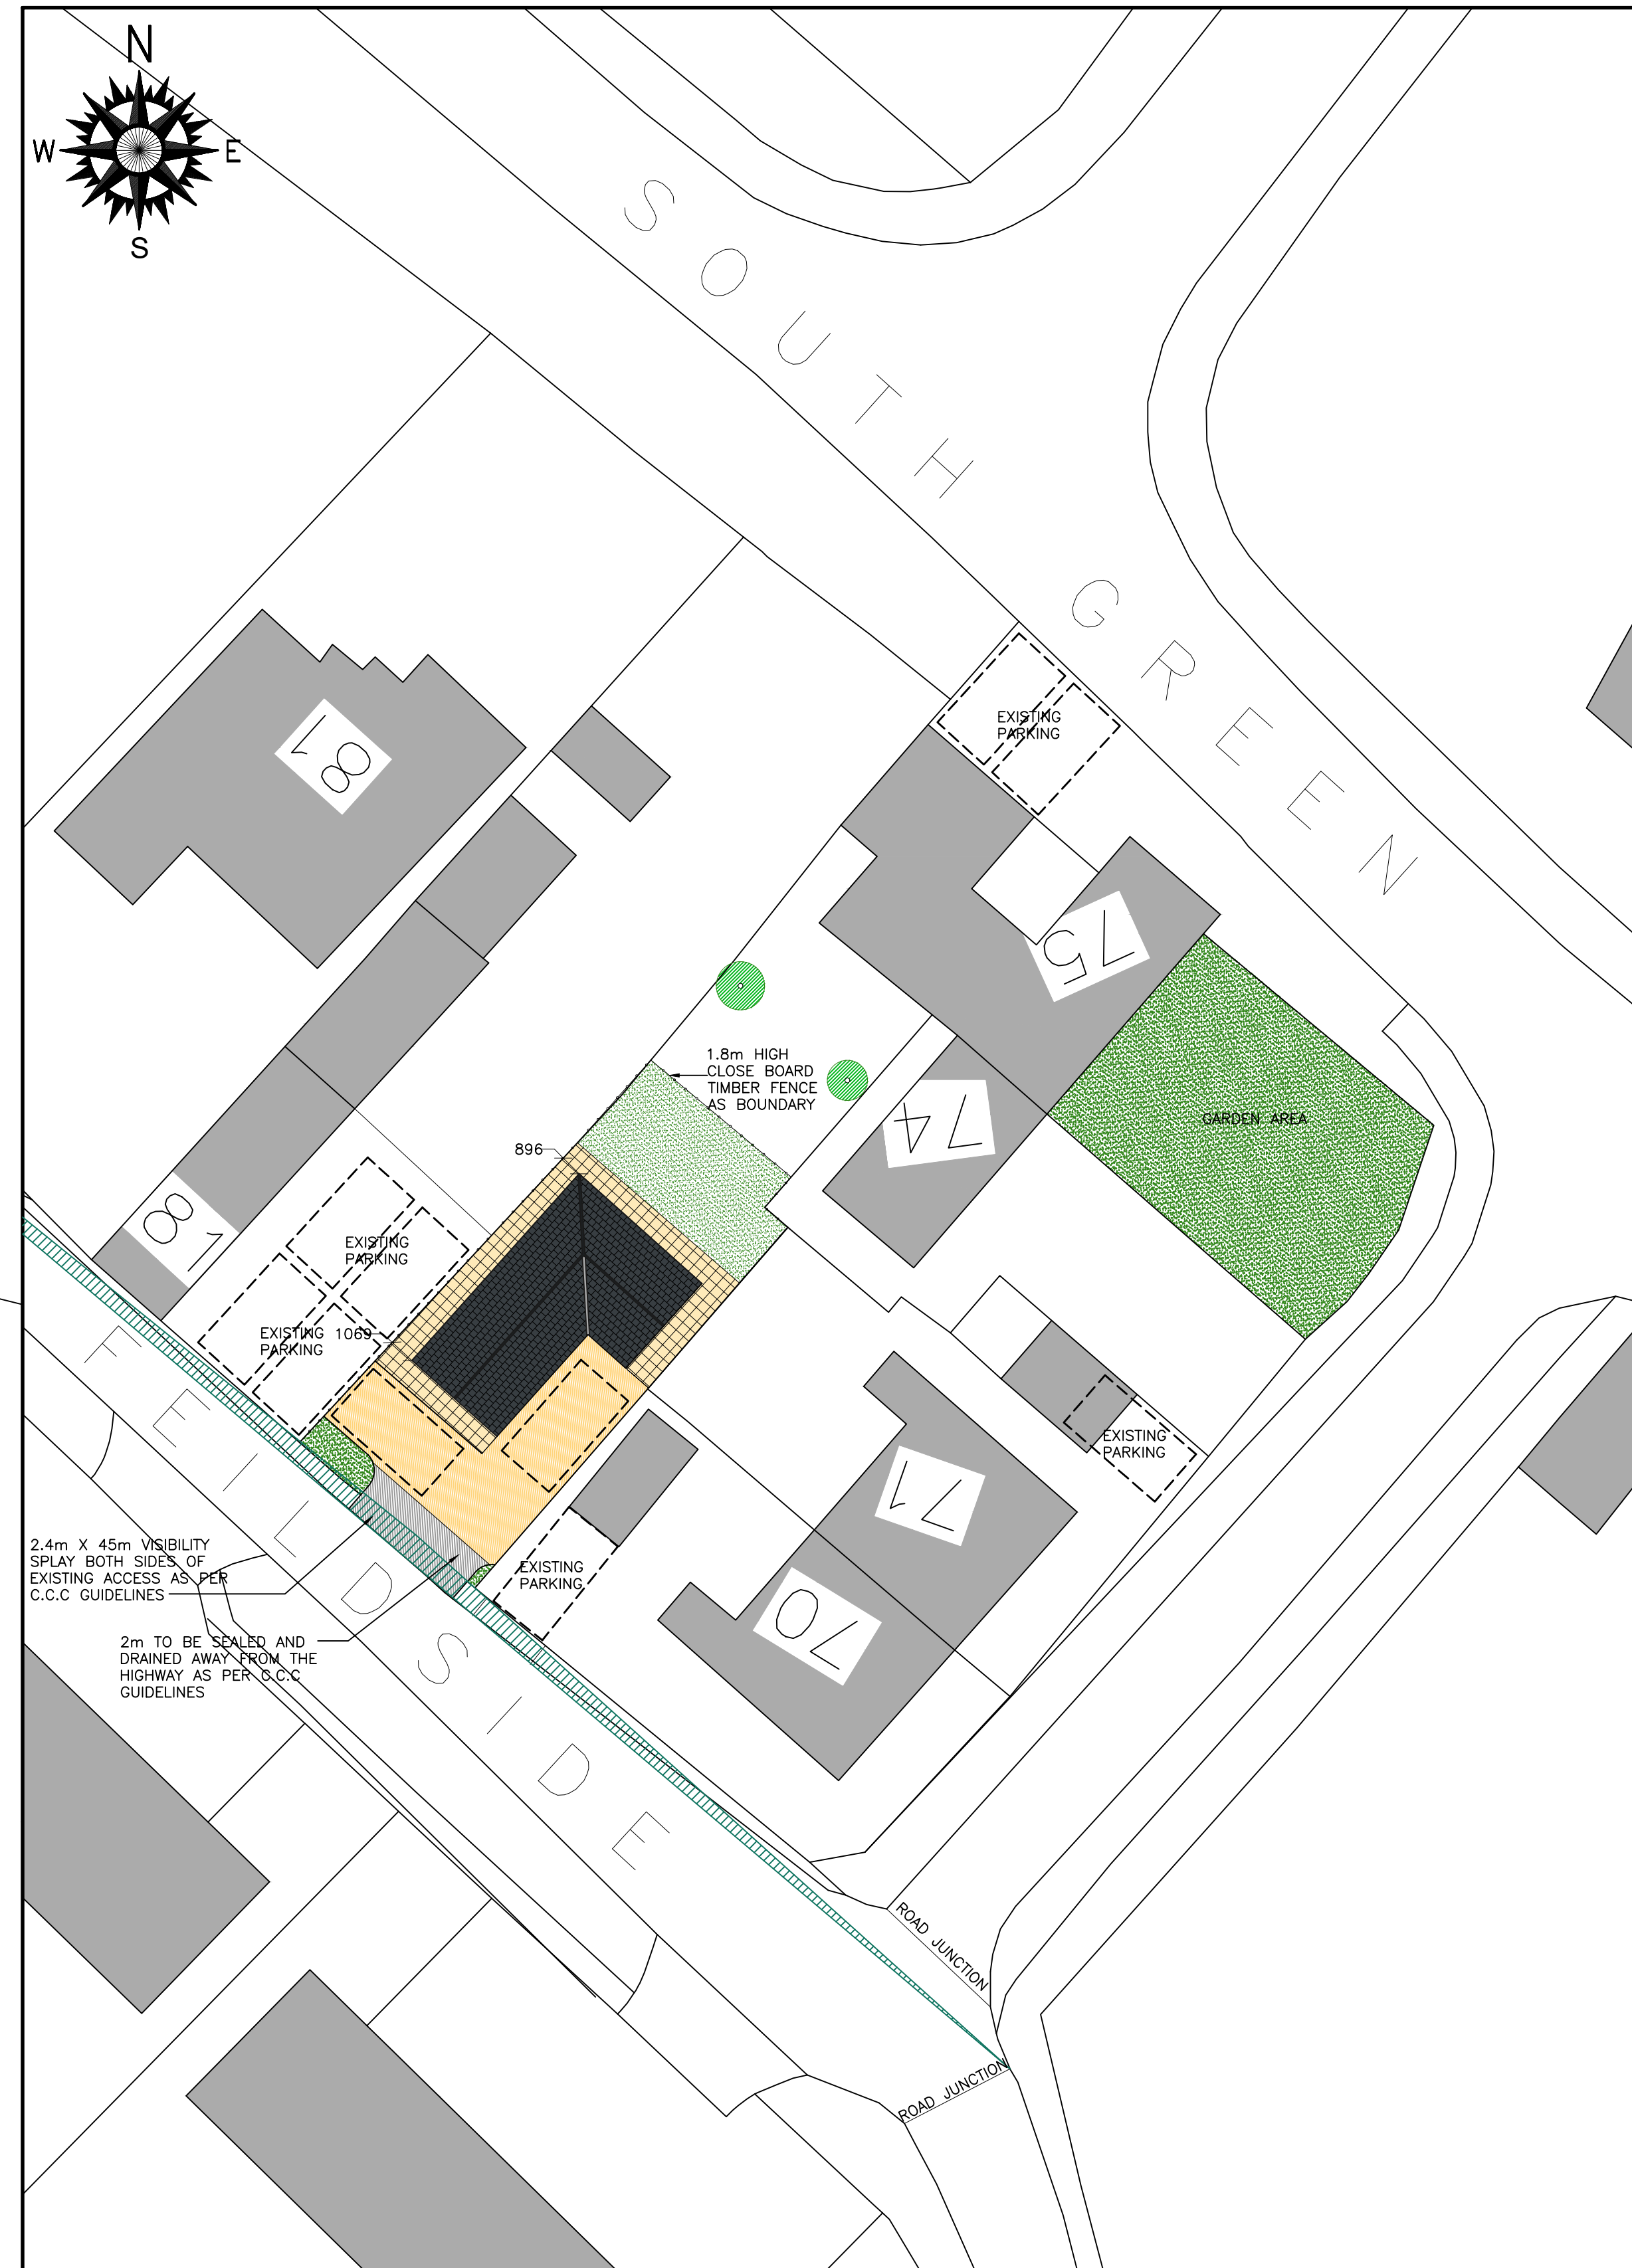 N
W
E
S
SOUTH GREEN
EXISTING
PARKING
81
75
1.8m HIGH
CLOSE BOARD
TIMBER FENCE
AS BOUNDARY
74
GARDEN AREA
896
81
EXISTING
PARKING
EXISTING
PARKING
1069
FEILDSIDE
EXISTING
PARKING
71
2.4m X 45m VISIBILITY
SPLAY BOTH SIDES OF
EXISTING ACCESS AS PER
C.C.C GUIDELINES
EXISTING
PARKING
70
2m TO BE SEALED AND
DRAINED AWAY FROM THE
HIGHWAY AS PER C.C.C
GUIDELINES
ROAD JUNCTION
ROAD JUNCTION